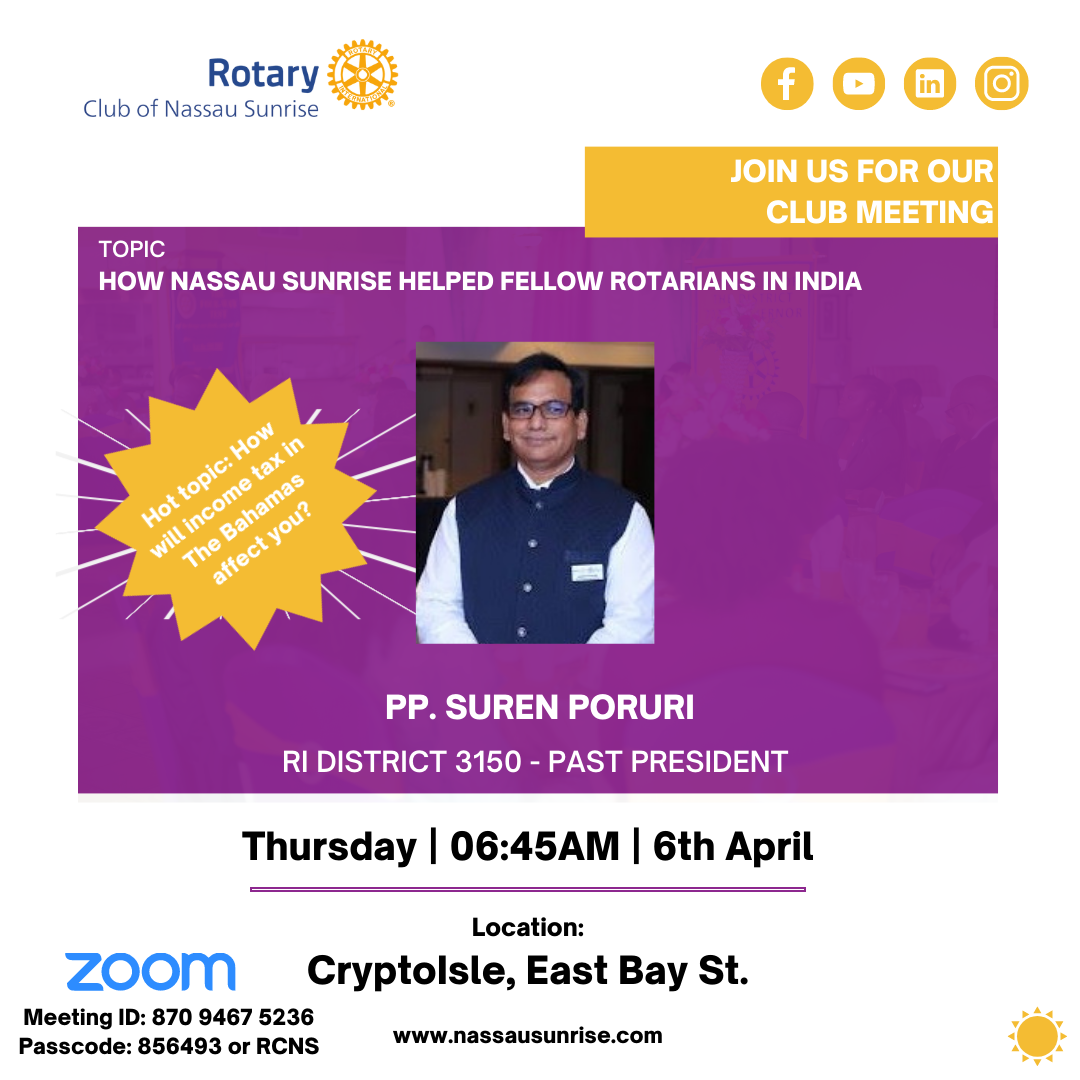 Rotary
Club of Nassau Sunrise
ROTARY
INTERNATIONAL
JOIN US FOR OUR
CLUB MEETING
TOPIC
HOW NASSAU SUNRISE HELPED FELLOW ROTARIANS IN INDIA
Hot topic: How
will income tax in
The Bahamas
affect you?
PP. SUREN PORURI
RI DISTRICT 3150 - PAST PRESIDENT
Thursday | 06:45AM | 6th April
Location:
CryptoIsle, East Bay St.
zoom
Meeting ID: 870 9467 5236
Passcode: 856493 or RCNS
www.nassausunrise.com